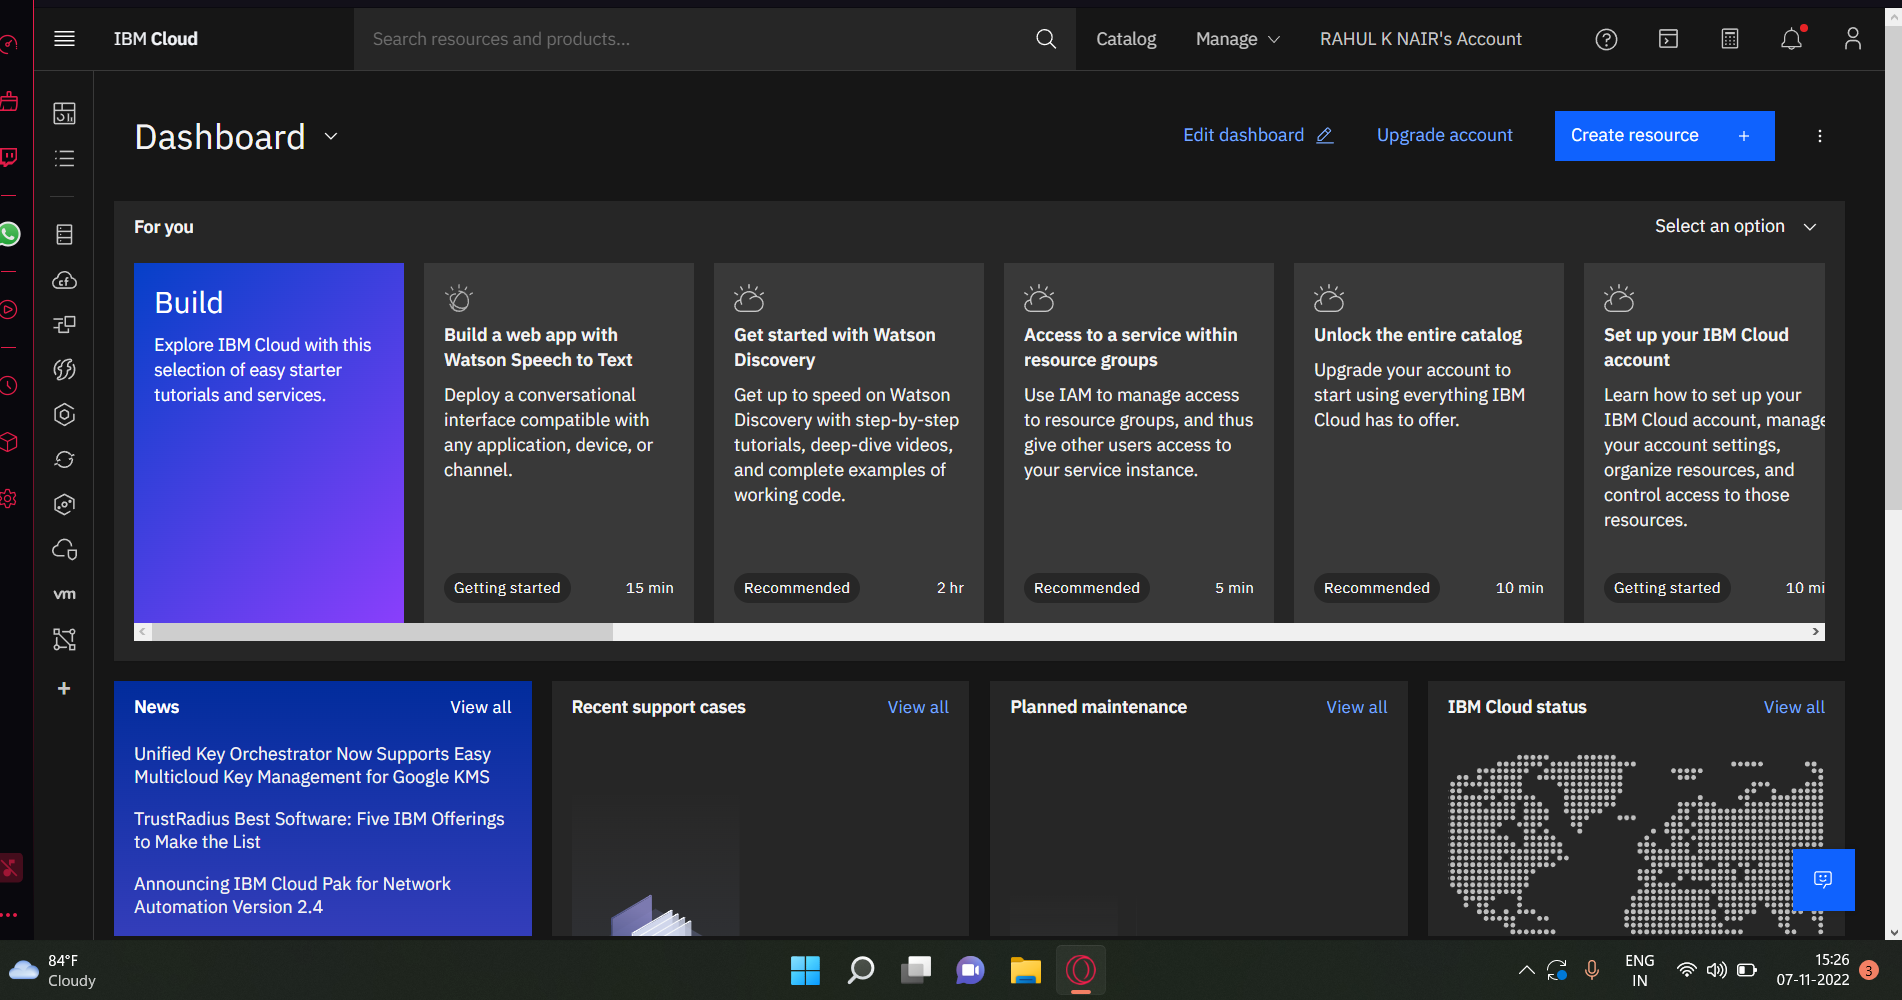 IBM Cloud
Search resources and products...
Catalog
Manage
RAHUL K NAIR's Account
Dashboard
Edit dashboard
Upgrade account
Create resource +
For you
Select an option
Build
Explore IBM Cloud with this
selection of easy starter
tutorials and services.
Build a web app with
Watson Speech to Text
Deploy a conversational
interface compatible with
any application, device, or
channel.
Getting started
15 min
Get started with Watson
Discovery
Get up to speed on Watson
Discovery with step-by-step
tutorials, deep-dive videos,
and complete examples of
working code.
Recommended
2 hr
Access to a service within
resource groups
Use IAM to manage access
to resource groups, and thus
give other users access to
your service instance.
Recommended
5 min
Unlock the entire catalog
Upgrade your account to
start using everything IBM
Cloud has to offer.
Recommended
10 min
Set up your IBM Cloud
account
Learn how to set up your
IBM Cloud account, manage
your account settings,
organize resources, and
control access to those
resources.
Getting started
10 mi
cf
vm
+
News
View all
Unified Key Orchestrator Now Supports Easy
Multicloud Key Management for Google KMS
TrustRadius Best Software: Five IBM Offerings
to Make the List
Announcing IBM Cloud Pak for Network
Automation Version 2.4
Recent support cases
View all
Planned maintenance
View all
IBM Cloud status
View all
84°F
Cloudy
ENG
IN
15:26
07-11-2022
3